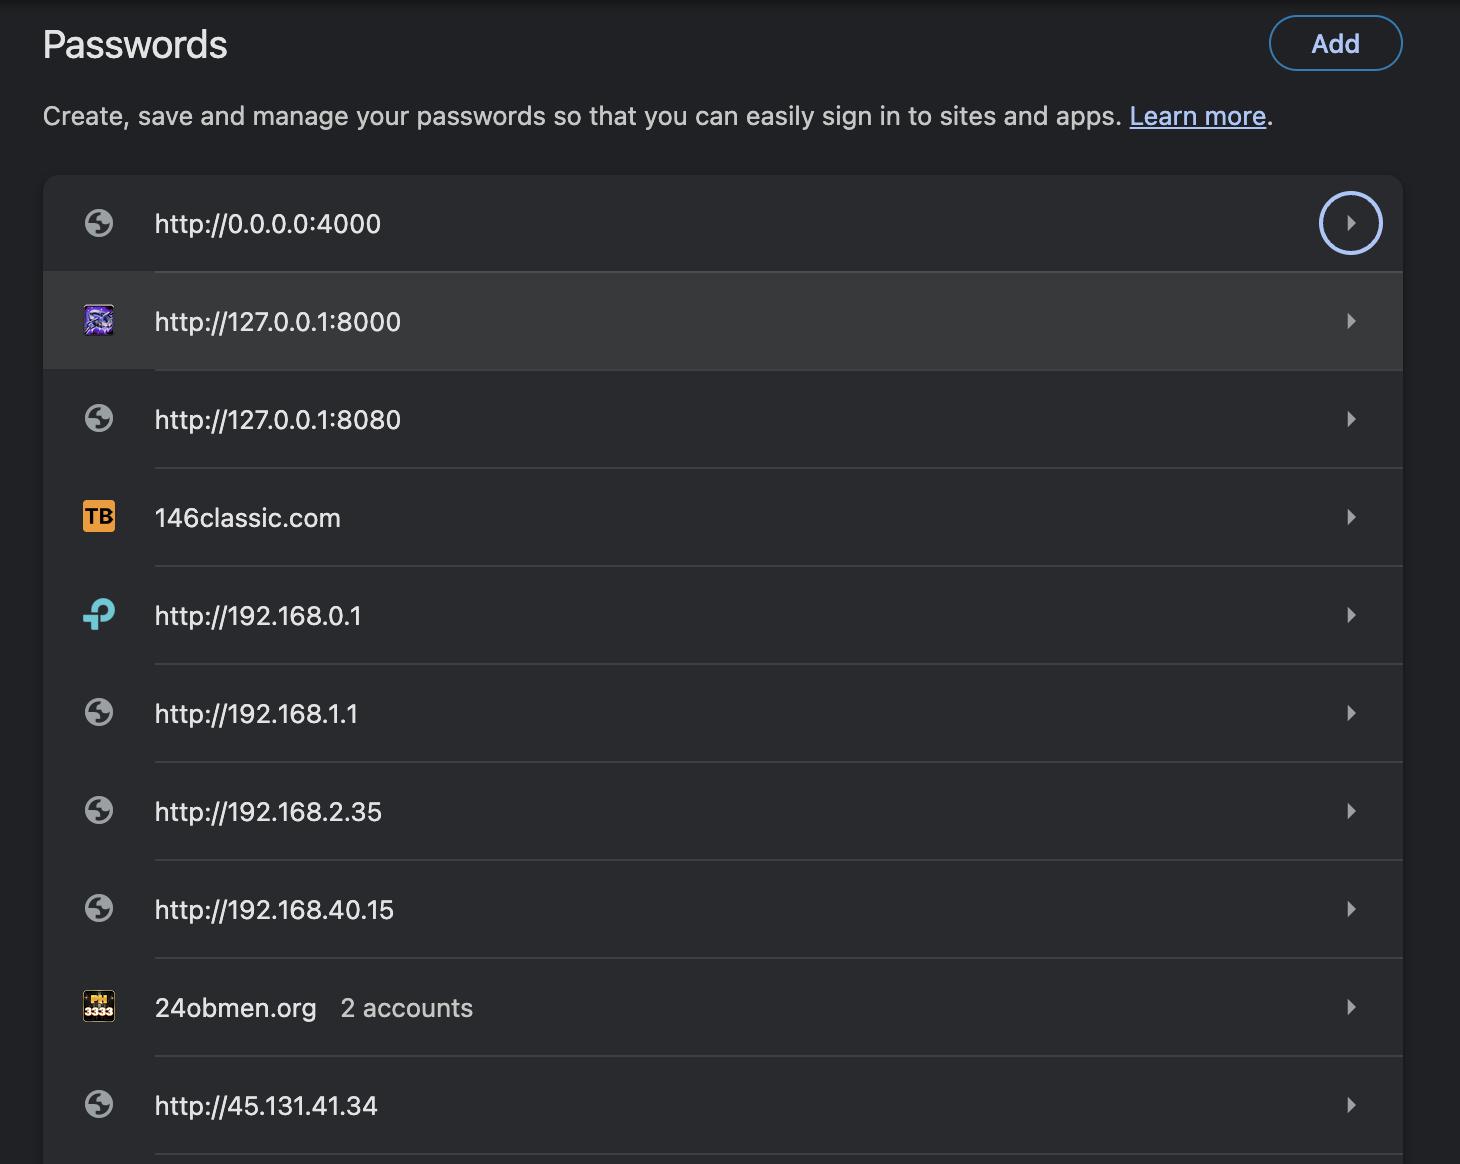 Passwords
Add
Create, save and manage your passwords so that you can easily sign in to sites and apps. Learn more.
http://0.0.0.0:4000
http://127.0.0.1:8000
http://127.0.0.1:8080
TB 146classic.com
http://192.168.0.1
http://192.168.1.1
http://192.168.2.35
http://192.168.40.15
PH
3333
24obmen.org 2 accounts
http://45.131.41.34